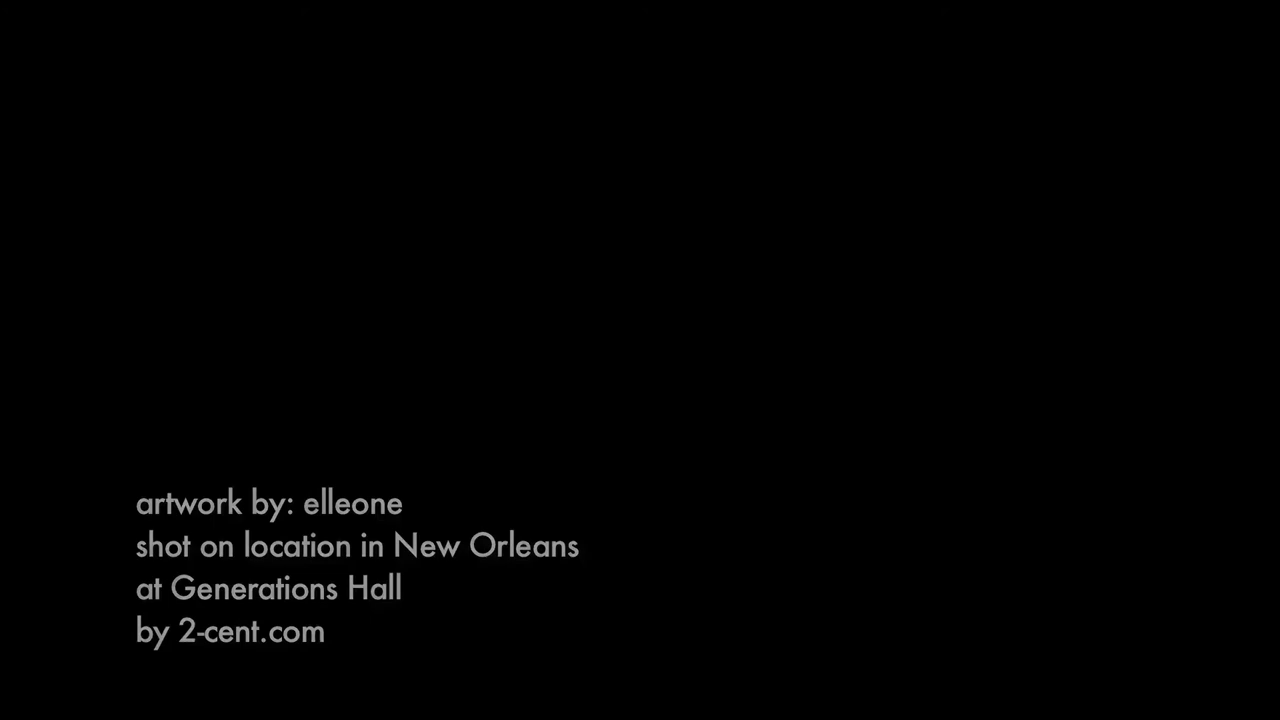 artwork by: elleone
shot on location in New Orleans
at Generations Hall
by 2-cent.com